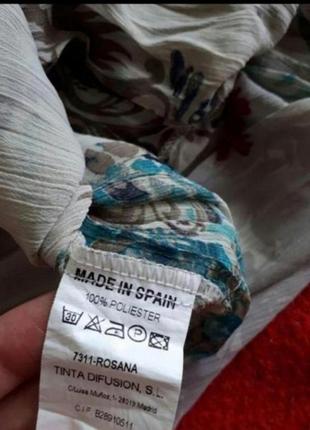 MADE IN SPAIN
100% POLIESTER
30
7311-ROSANA
TINTA DIFUSION, S.L.
28019 Madrid
C.I.F. B28910511